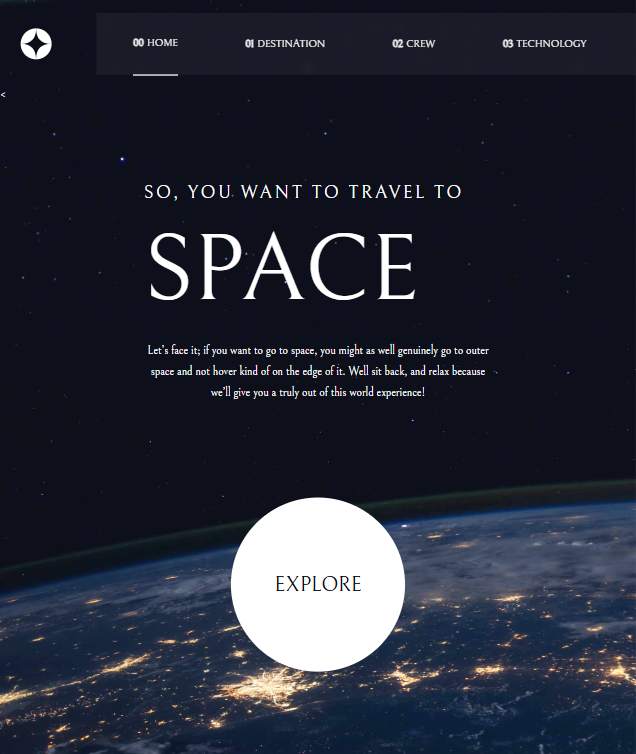 00 HOME 01 DESTINATION 02 CREW 03 TECHNOLOGY
<
SO, YOU WANT TO TRAVEL TO
SPACE
Let's face it; if you want to go to space, you might as well genuinely go to outer
space and not hover kind of on the edge of it. Well sit back, and relax because
we'll give you a truly out of this world experience!
EXPLORE